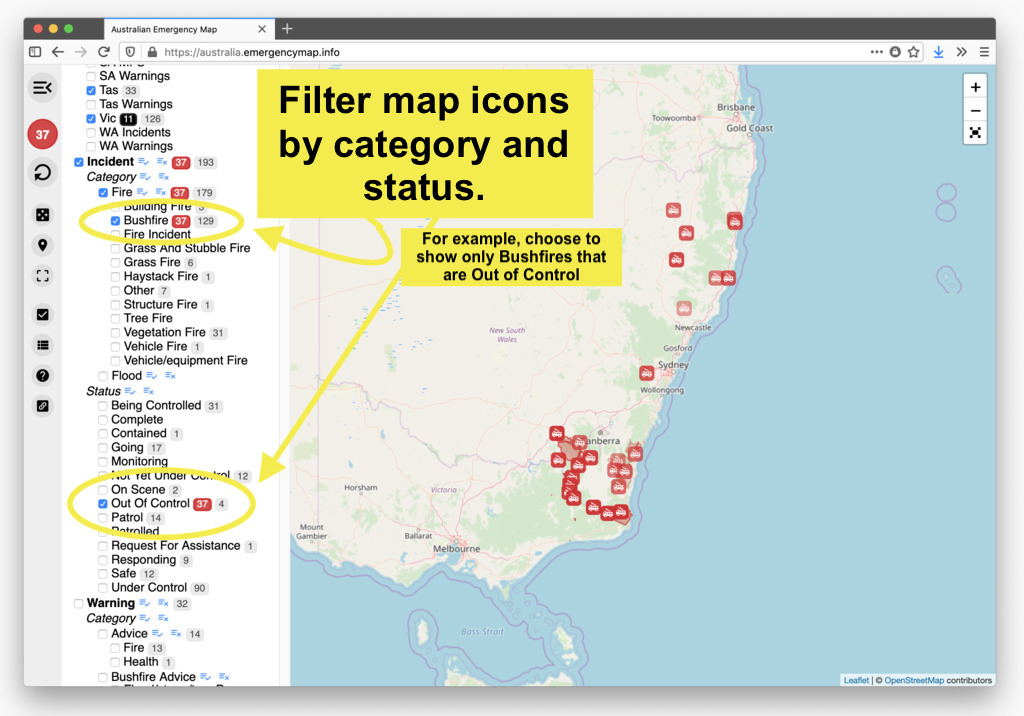 Australian Emergency Map
https://australia.emergencymap.info
SA Warnings
Tas 33
Tas Warnings
Vic 11 126
WA Incidents
WA Warnings
Incident 37 193
Category
Fire 37 179
Building Fire 3
Bushfire 37 129
Fire Incident
Grass And Stubble Fire
Grass Fire 6
Haystack Fire 1
Other 7
Structure Fire 1
Tree Fire
Vegetation Fire 31
Vehicle Fire 1
Vehicle/equipment Fire
Flood
Status
Being Controlled 31
Complete
Contained 1
Going 17
Monitoring
Not Yet Under Control 12
On Scene 2
Out Of Control 37 4
Patrol 14
Patrolled
Request For Assistance 1
Responding 9
Safe 12
Under Control 90
Warning 32
Category
Advice 14
Fire 13
Health 1
Bushfire Advice
37
Filter map icons
by category and
status.
For example, choose to
show only Bushfires that
are Out of Control
Brisbane
Toowoomba
Gold Coast
New South
Wales
Newcastle
Gosford
Sydney
Wollongong
anberra
Horsham
Victoria
Mount
Gambier
Ballarat
Melbourne
Bass Strait
+
−
Leaflet | © OpenStreetMap contributors